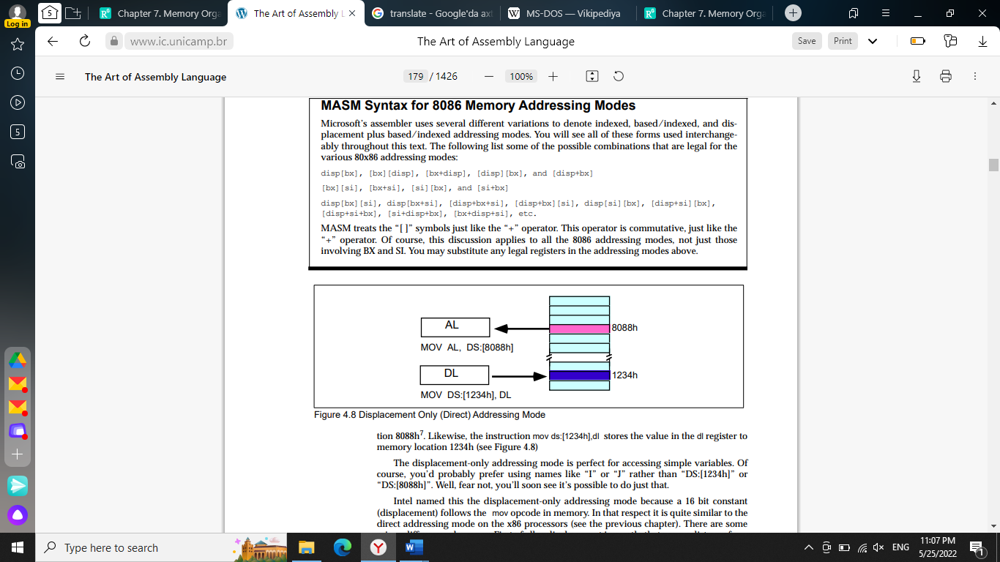 Log in
5
Chapter 7. Memory Orga
The Art of Assembly L
translate - Google'da axt
MS-DOS — Vikipediya
Chapter 7. Memory Orga
www.ic.unicamp.br
The Art of Assembly Language
Save
Print
The Art of Assembly Language
179 / 1426
100%
5
MASM Syntax for 8086 Memory Addressing Modes
Microsoft's assembler uses several different variations to denote indexed, based/indexed, and dis-
placement plus based/indexed addressing modes. You will see all of these forms used interchange-
ably throughout this text. The following list some of the possible combinations that are legal for the
various 80x86 addressing modes:
disp[bx], [bx][disp], [bx+disp], [disp][bx], and [disp+bx]
[bx][si], [bx+si], [si][bx], and [si+bx]
disp[bx][si], disp[bx+si], [disp+bx+si], [disp+bx][si], disp[si][bx], [disp+si][bx],
[disp+si+bx], [si+disp+bx], [bx+disp+si], etc.
MASM treats the “[ ]” symbols just like the “+” operator. This operator is commutative, just like the
“+” operator. Of course, this discussion applies to all the 8086 addressing modes, not just those
involving BX and SI. You may substitute any legal registers in the addressing modes above.
AL
8088h
MOV AL, DS:[8088h]
DL
1234h
MOV DS:[1234h], DL
Figure 4.8 Displacement Only (Direct) Addressing Mode
tion 8088h7. Likewise, the instruction mov ds:[1234h],dl stores the value in the dl register to
memory location 1234h (see Figure 4.8)
The displacement-only addressing mode is perfect for accessing simple variables. Of
course, you'd probably prefer using names like “I” or “J” rather than “DS:[1234h]” or
“DS:[8088h]”. Well, fear not, you'll soon see it's possible to do just that.
Intel named this the displacement-only addressing mode because a 16 bit constant
(displacement) follows the mov opcode in memory. In that respect it is quite similar to the
direct addressing mode on the x86 processors (see the previous chapter). There are some
Type here to search
ENG
11:07 PM
5/25/2022
1